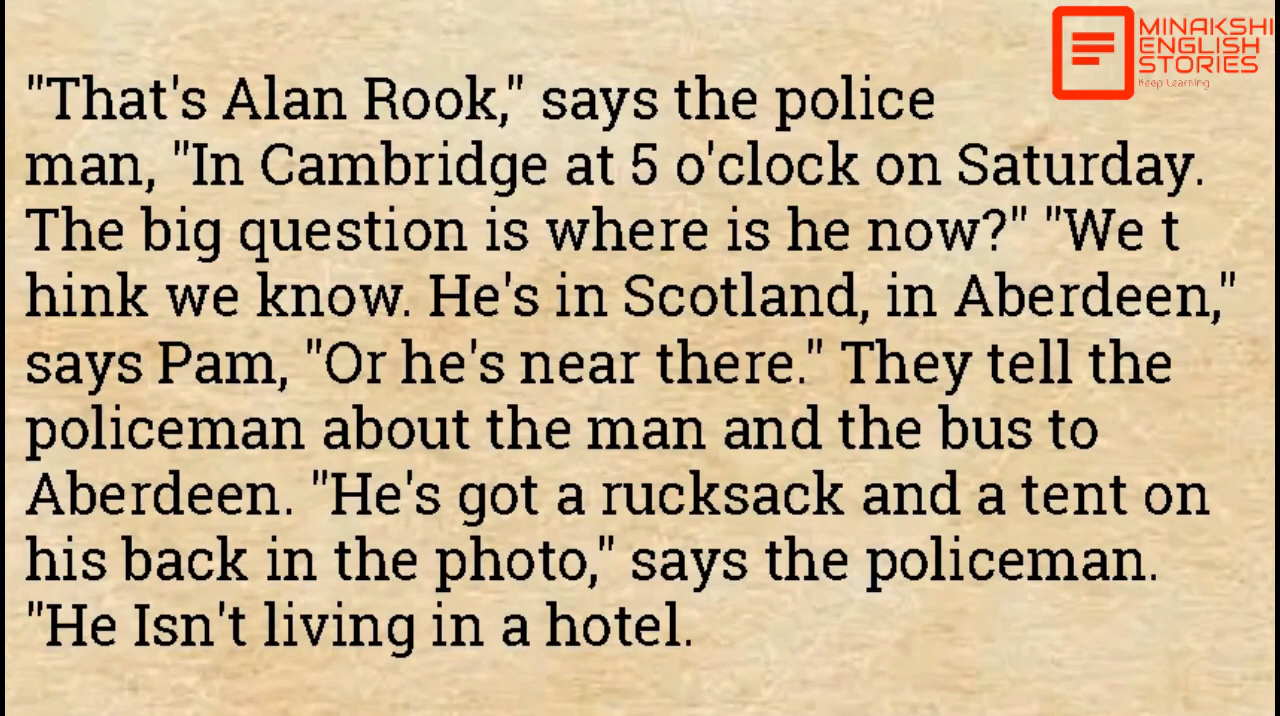 MINAKSHI
ENGLISH
STORIES
Keep Learning
"That's Alan Rook," says the police
man, "In Cambridge at 5 o'clock on Saturday.
The big question is where is he now?" "We t
hink we know. He's in Scotland, in Aberdeen,"
says Pam, "Or he's near there." They tell the
policeman about the man and the bus to
Aberdeen. "He's got a rucksack and a tent on
his back in the photo," says the policeman.
"He Isn't living in a hotel.